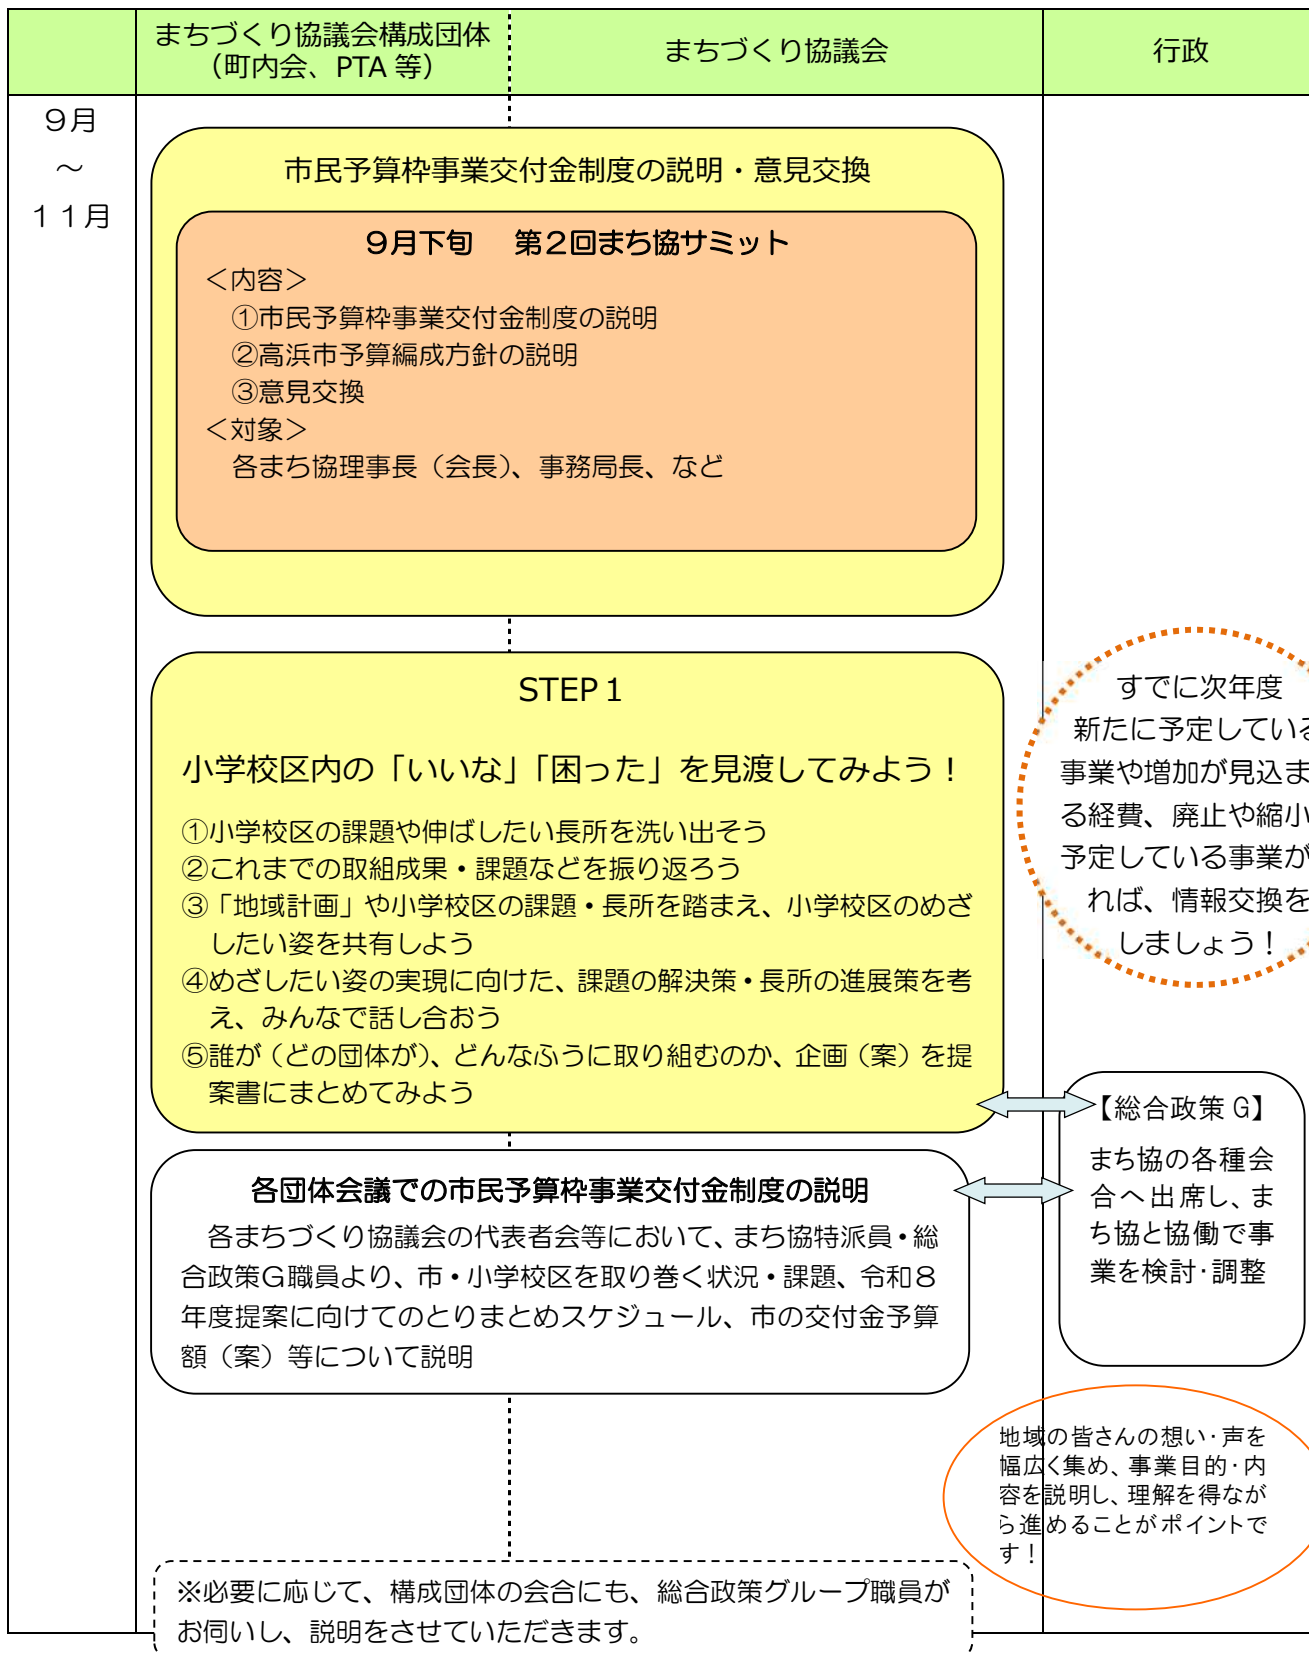 まちづくり協議会構成団体
（町内会、PTA 等）
まちづくり協議会
行政
９月
～
１１月
市民予算枠事業交付金制度の説明・意見交換
９月下旬　第２回まち協サミット
＜内容＞
①市民予算枠事業交付金制度の説明
②高浜市予算編成方針の説明
③意見交換
＜対象＞
各まち協理事長（会長）、事務局長、など
STEP１
小学校区内の「いいな」「困った」を見渡してみよう！
①小学校区の課題や伸ばしたい長所を洗い出そう
②これまでの取組成果・課題などを振り返ろう
③「地域計画」や小学校区の課題・長所を踏まえ、小学校区のめざ
したい姿を共有しよう
④めざしたい姿の実現に向けた、課題の解決策・長所の進展策を考
え、みんなで話し合おう
⑤誰が（どの団体が）、どんなふうに取り組むのか、企画（案）を提
案書にまとめてみよう
すでに次年度
新たに予定している
事業や増加が見込ま
る経費、廃止や縮小
予定している事業が
れば、情報交換を
しましょう！
【総合政策 G】
まち協の各種会
合へ出席し、ま
ち協と協働で事
業を検討・調整
各団体会議での市民予算枠事業交付金制度の説明
各まちづくり協議会の代表者会等において、まち協特派員・総
合政策Ｇ職員より、市・小学校区を取り巻く状況・課題、令和８
年度提案に向けてのとりまとめスケジュール、市の交付金予算
額（案）等について説明
地域の皆さんの想い・声を
幅広く集め、事業目的・内
容を説明し、理解を得なが
ら進めることがポイントで
す！
※必要に応じて、構成団体の会合にも、総合政策グループ職員が
お伺いし、説明をさせていただきます。